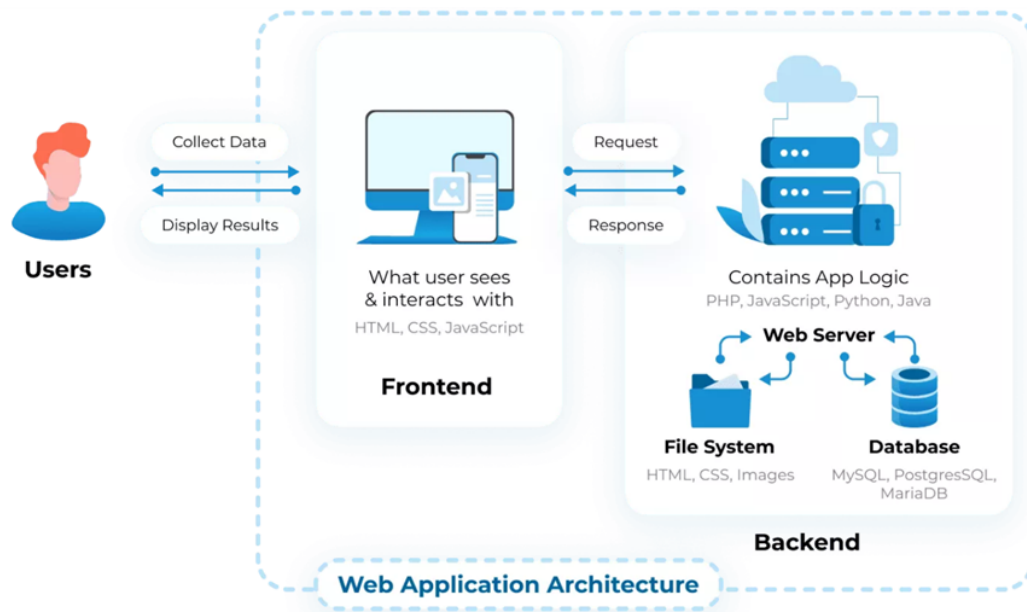 Collect Data
Display Results
Users
What user sees
& interacts with
HTML, CSS, JavaScript
Frontend
Request
Response
Contains App Logic
PHP, JavaScript, Python, Java
Web Server
File System
HTML, CSS, Images
Database
MySQL, PostgresSQL,
MariaDB
Backend
Web Application Architecture